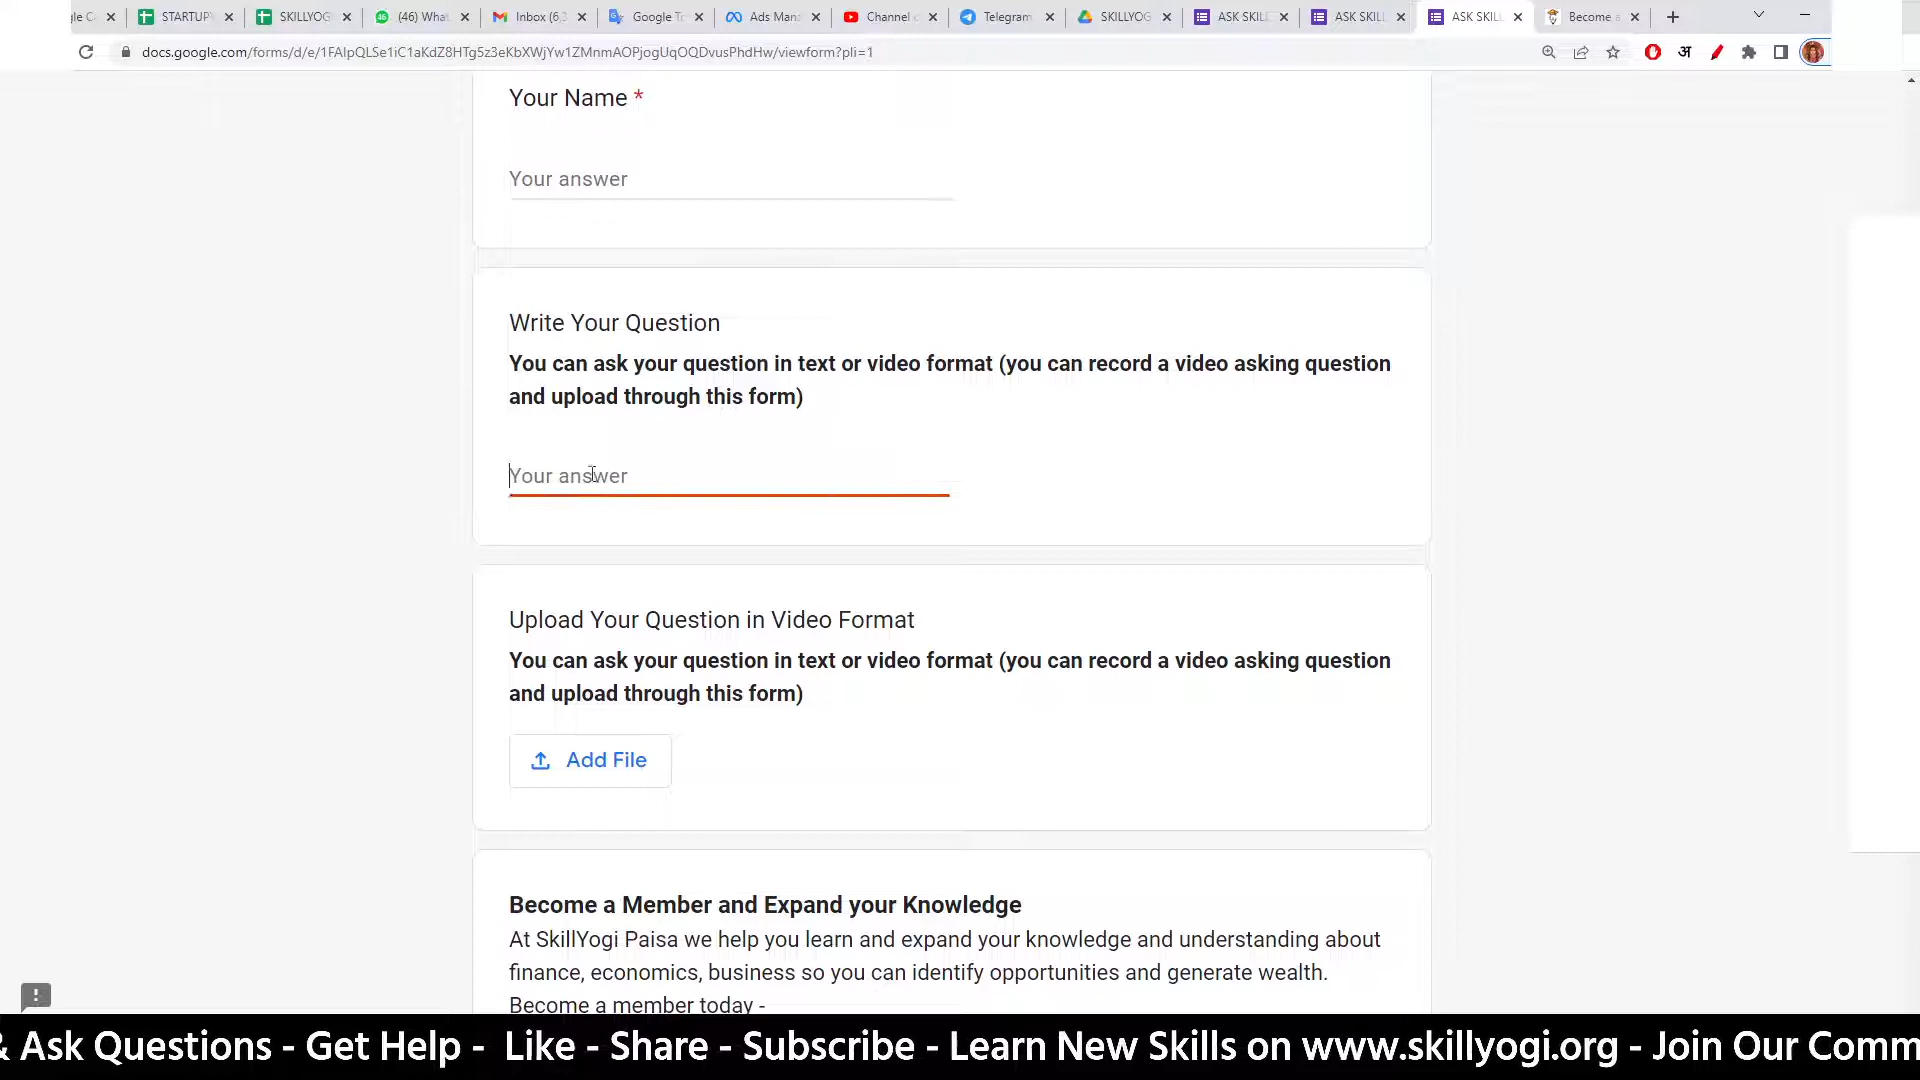 gle C
STARTUP
SKILLYOG
(46) What
Inbox (6,3
Google Tr
Ads Man
Channel c
Telegram
SKILLYOG
ASK SKILL
ASK SKILL
ASK SKILL
Become a
docs.google.com/forms/d/e/1FAIpQLSe1iC1aKdZ8HTg5z3eKbXWjYw1ZMnmAOPjogUqOQDvusPhdHw/viewform?pli=1
अ
Your Name *
Your answer
Write Your Question
You can ask your question in text or video format (you can record a video asking question
and upload through this form)
Your answer
Upload Your Question in Video Format
You can ask your question in text or video format (you can record a video asking question
and upload through this form)
Add File
Become a Member and Expand your Knowledge
At SkillYogi Paisa we help you learn and expand your knowledge and understanding about
finance, economics, business so you can identify opportunities and generate wealth.
Become a member today -
& Ask Questions - Get Help - Like - Share - Subscribe - Learn New Skills on www.skillyogi.org - Join Our Comm